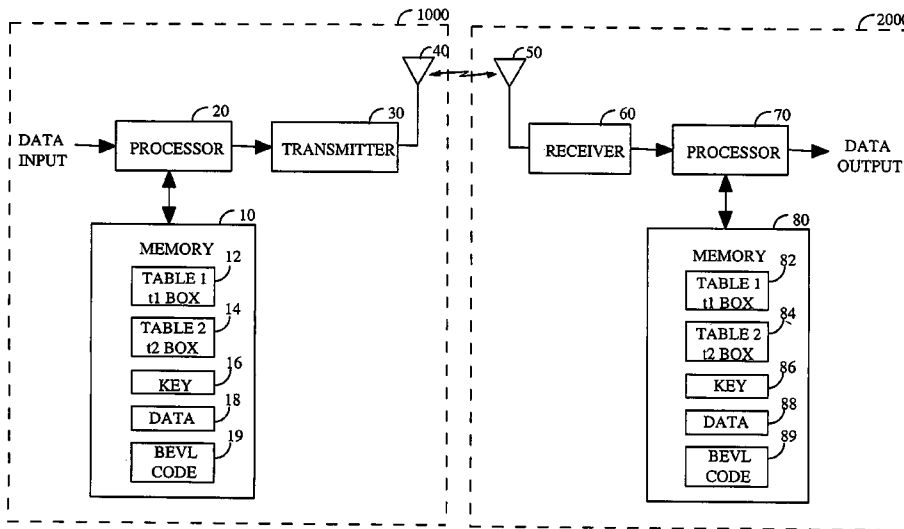 1000
2000
40
50
20
30
60
70
DATA
INPUT
PROCESSOR
TRANSMITTER
RECEIVER
PROCESSOR
DATA
OUTPUT
10
MEMORY
12
TABLE 1
t1 BOX
14
TABLE 2
t2 BOX
16
KEY
18
DATA
19
BEVL
CODE
80
MEMORY
82
TABLE 1
t1 BOX
84
TABLE 2
t2 BOX
86
KEY
88
DATA
89
BEVL
CODE